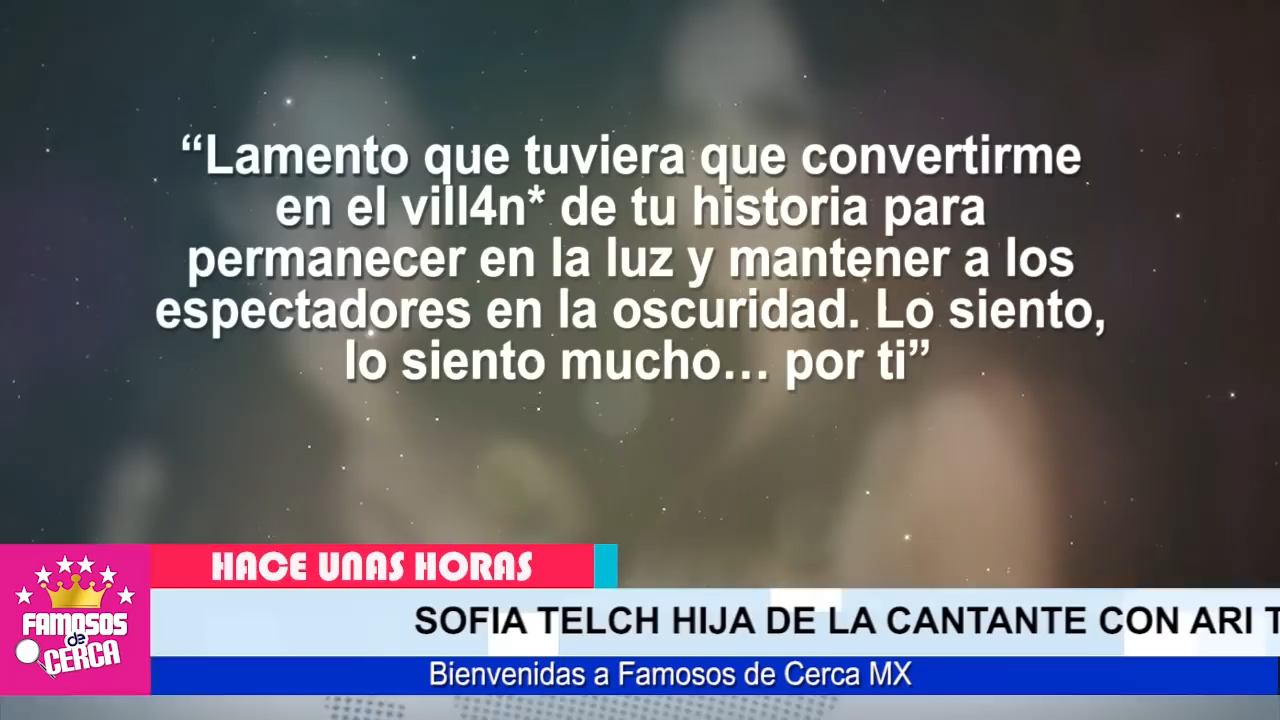 “Lamento que tuviera que convertirme
en el vill4n* de tu historia para
permanecer en la luz y mantener a los
espectadores en la oscuridad. Lo siento,
lo siento mucho… por ti”
HACE UNAS HORAS
FAMOSOS
de
CERCA
SOFIA TELCH HIJA DE LA CANTANTE CON ARI T
Bienvenidas a Famosos de Cerca MX